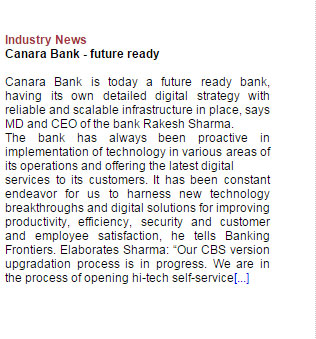 Industry News
Canara Bank - future ready
Canara Bank is today a future ready bank,
having its own detailed digital strategy with
reliable and scalable infrastructure in place, says
MD and CEO of the bank Rakesh Sharma.
The bank has always been proactive in
implementation of technology in various areas of
its operations and offering the latest digital
services to its customers. It has been constant
endeavor for us to harness new technology
breakthroughs and digital solutions for improving
productivity, efficiency, security and customer
and employee satisfaction, he tells Banking
Frontiers. Elaborates Sharma: “Our CBS version
upgradation process is in progress. We are in
the process of opening hi-tech self-service[...]